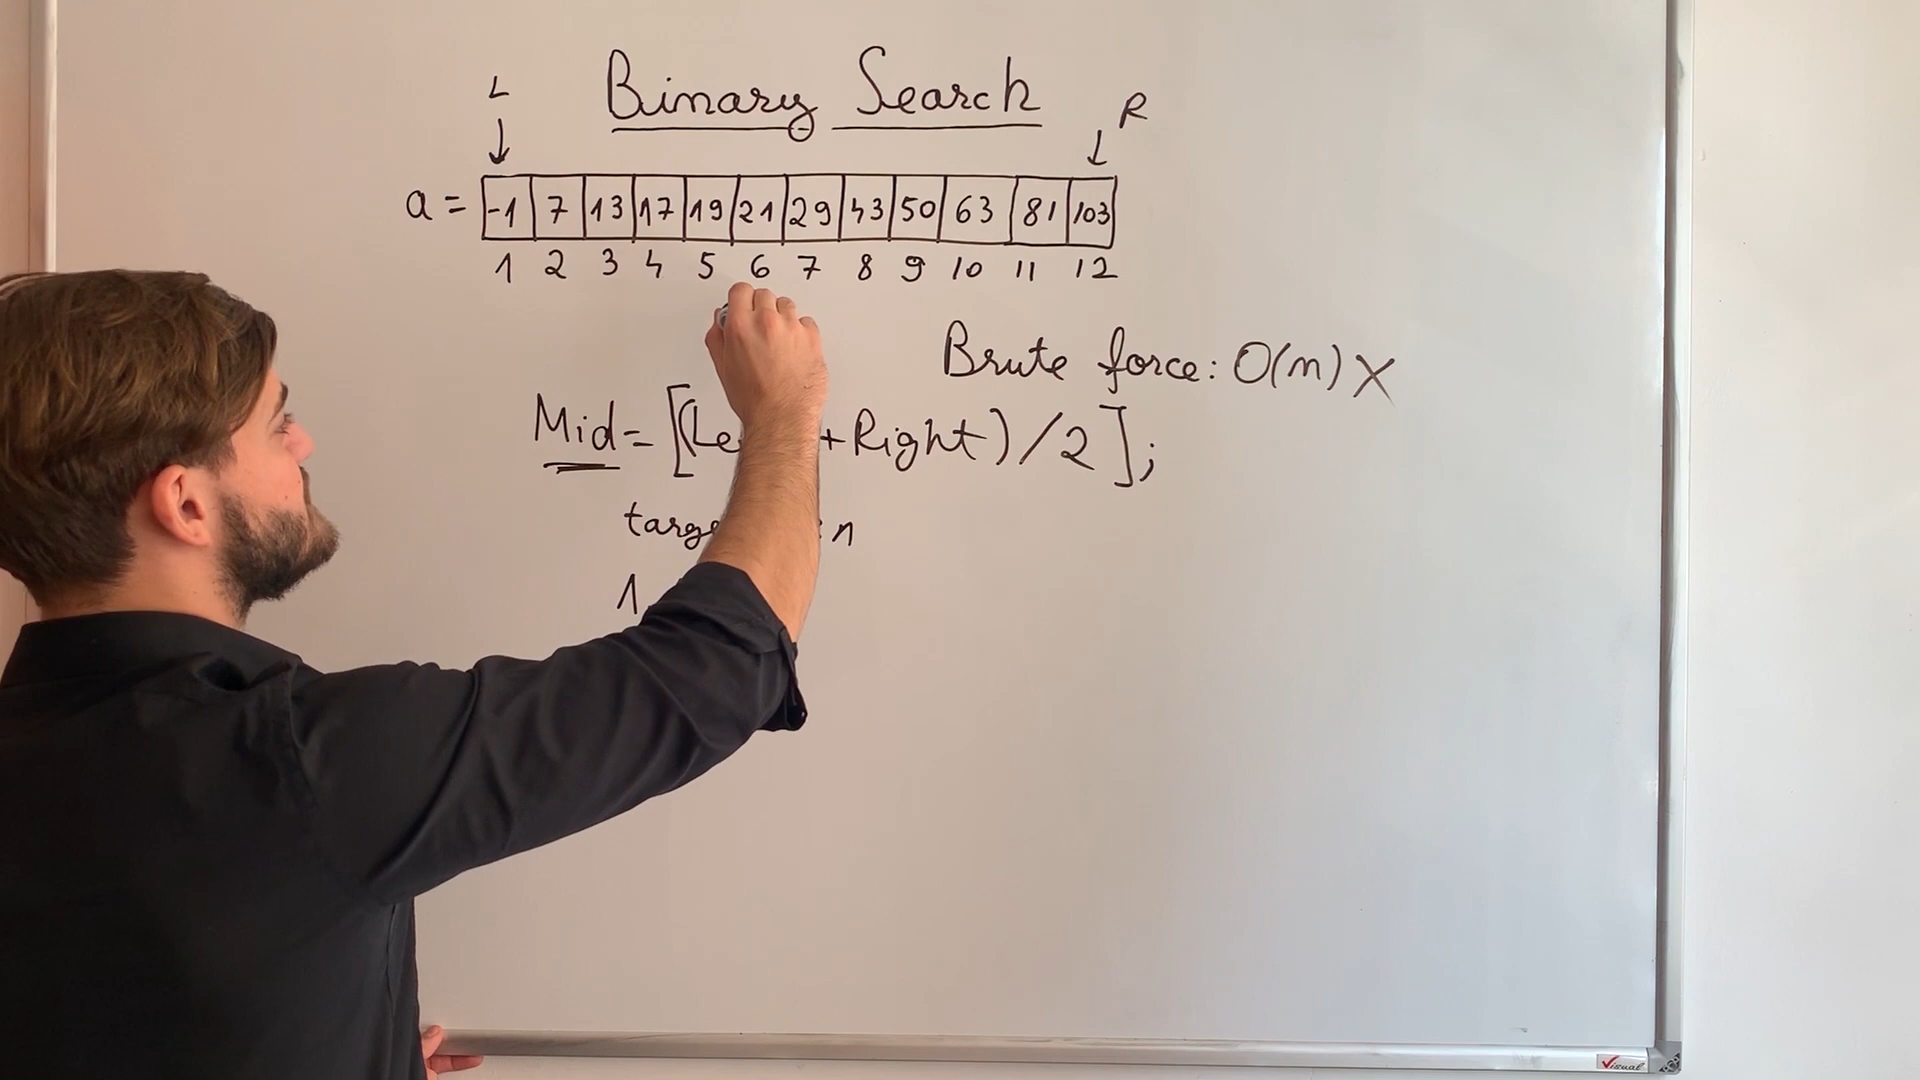 Binary Search
L
R
a = -1 7 13 17 19 21 29 43 50 63 81 103
1 2 3 4 5 6 7 8 9 10 11 12
Brute force: O(n) X
Mid = [(Le +Right)/2];
targe
1
Visual